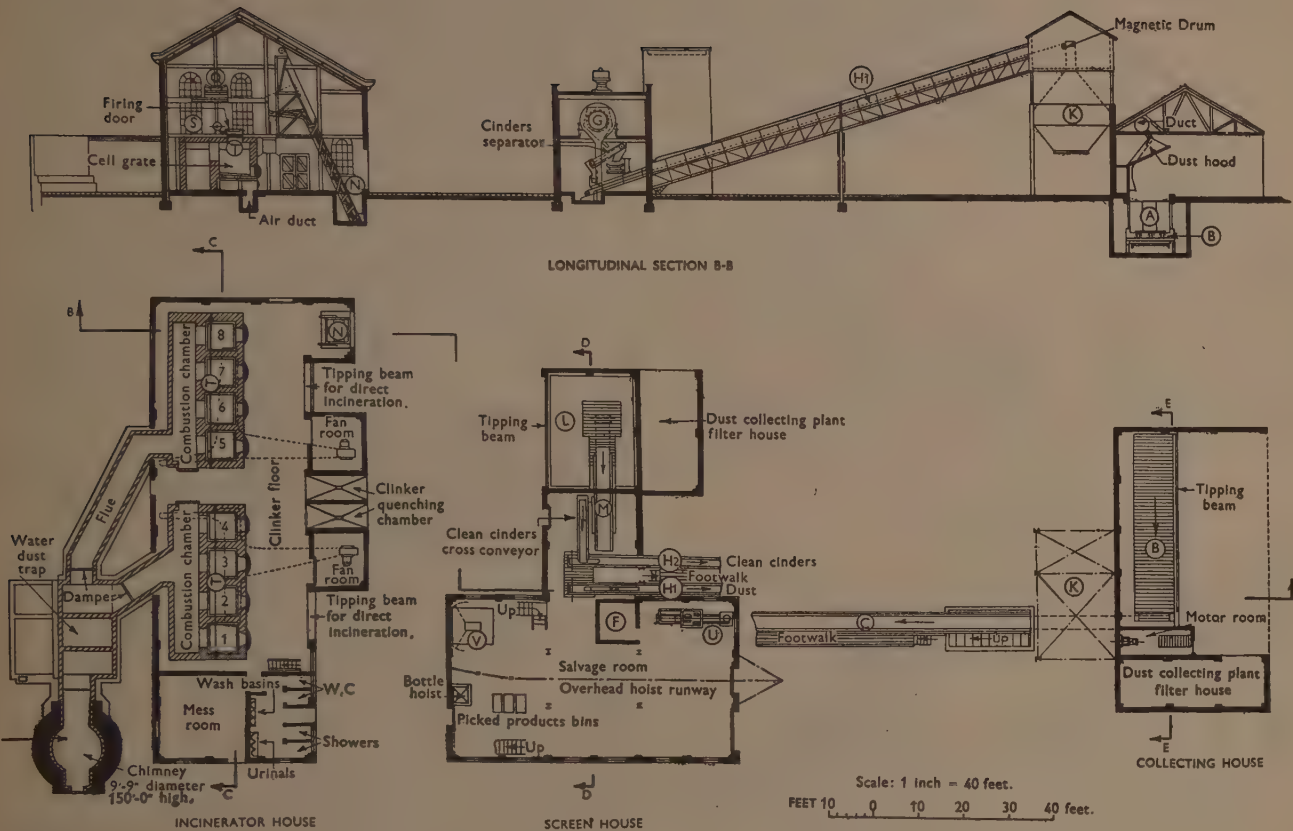 Magnetic Drum
H1
Firing
door
Q
S
G
Cinders
separator
K
Duct
Dust hood
Cell grate
T
N
Air duct
A
B
LONGITUDINAL SECTION B-B
C
B
Combustion chamber
8
7
6
5
T
N
Tipping beam
for direct
incineration.
Fan
room
Clinker floor
Clinker
quenching
chamber
Flue
Water
dust
trap
Damper
Combustion chamber
4
3
2
1
T
Fan
room
Tipping beam
for direct
incineration.
Wash basins
W,C
Mess
room
Showers
Urinals
Chimney
9'-9" diameter
150'-0" high.
C
INCINERATOR HOUSE
D
Tipping
beam
L
Dust collecting plant
filter house
M
Clean cinders
cross conveyor
H2
Clean cinders
Footwalk
H1
Dust
Up
V
F
U
Salvage room
Bottle
hoist
Overhead hoist runway
Picked products bins
Up
D
SCREEN HOUSE
E
Tipping
beam
B
K
C
Footwalk
Up
Motor room
Dust collecting plant
filter house
E
COLLECTING HOUSE
Scale: 1 inch = 40 feet.
FEET 10 0 10 20 30 40 feet.